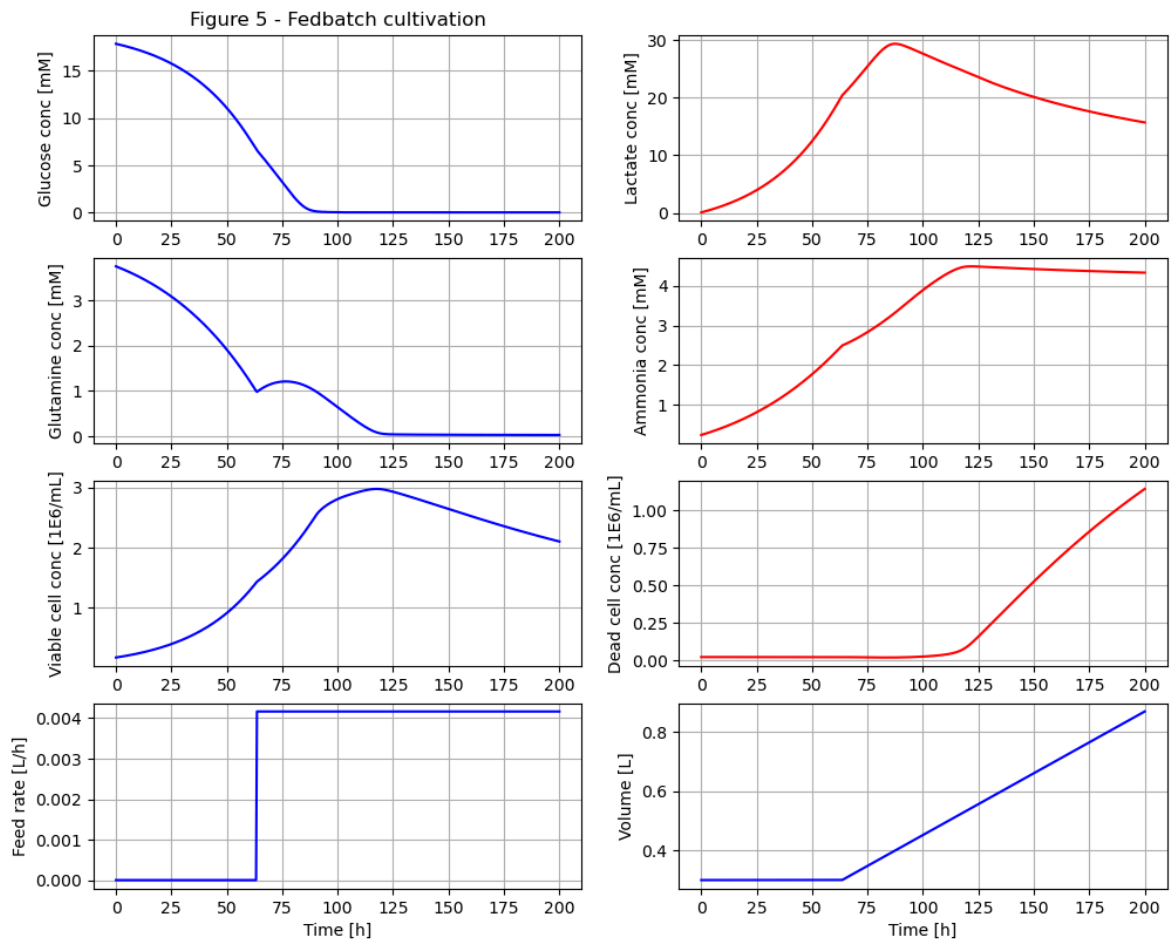 Figure 5 - Fedbatch cultivation
Glucose conc [mM]
15
10
5
0
0 25 50 75 100 125 150 175 200
Lactate conc [mM]
30
20
10
0
0 25 50 75 100 125 150 175 200
Glutamine conc [mM]
3
2
1
0
0 25 50 75 100 125 150 175 200
Ammonia conc [mM]
4
3
2
1
0 25 50 75 100 125 150 175 200
Viable cell conc [1E6/mL]
3
2
1
0 25 50 75 100 125 150 175 200
Dead cell conc [1E6/mL]
1.00
0.75
0.50
0.25
0.00
0 25 50 75 100 125 150 175 200
Feed rate [L/h]
0.004
0.003
0.002
0.001
0.000
0 25 50 75 100 125 150 175 200
Time [h]
Volume [L]
0.8
0.6
0.4
0 25 50 75 100 125 150 175 200
Time [h]